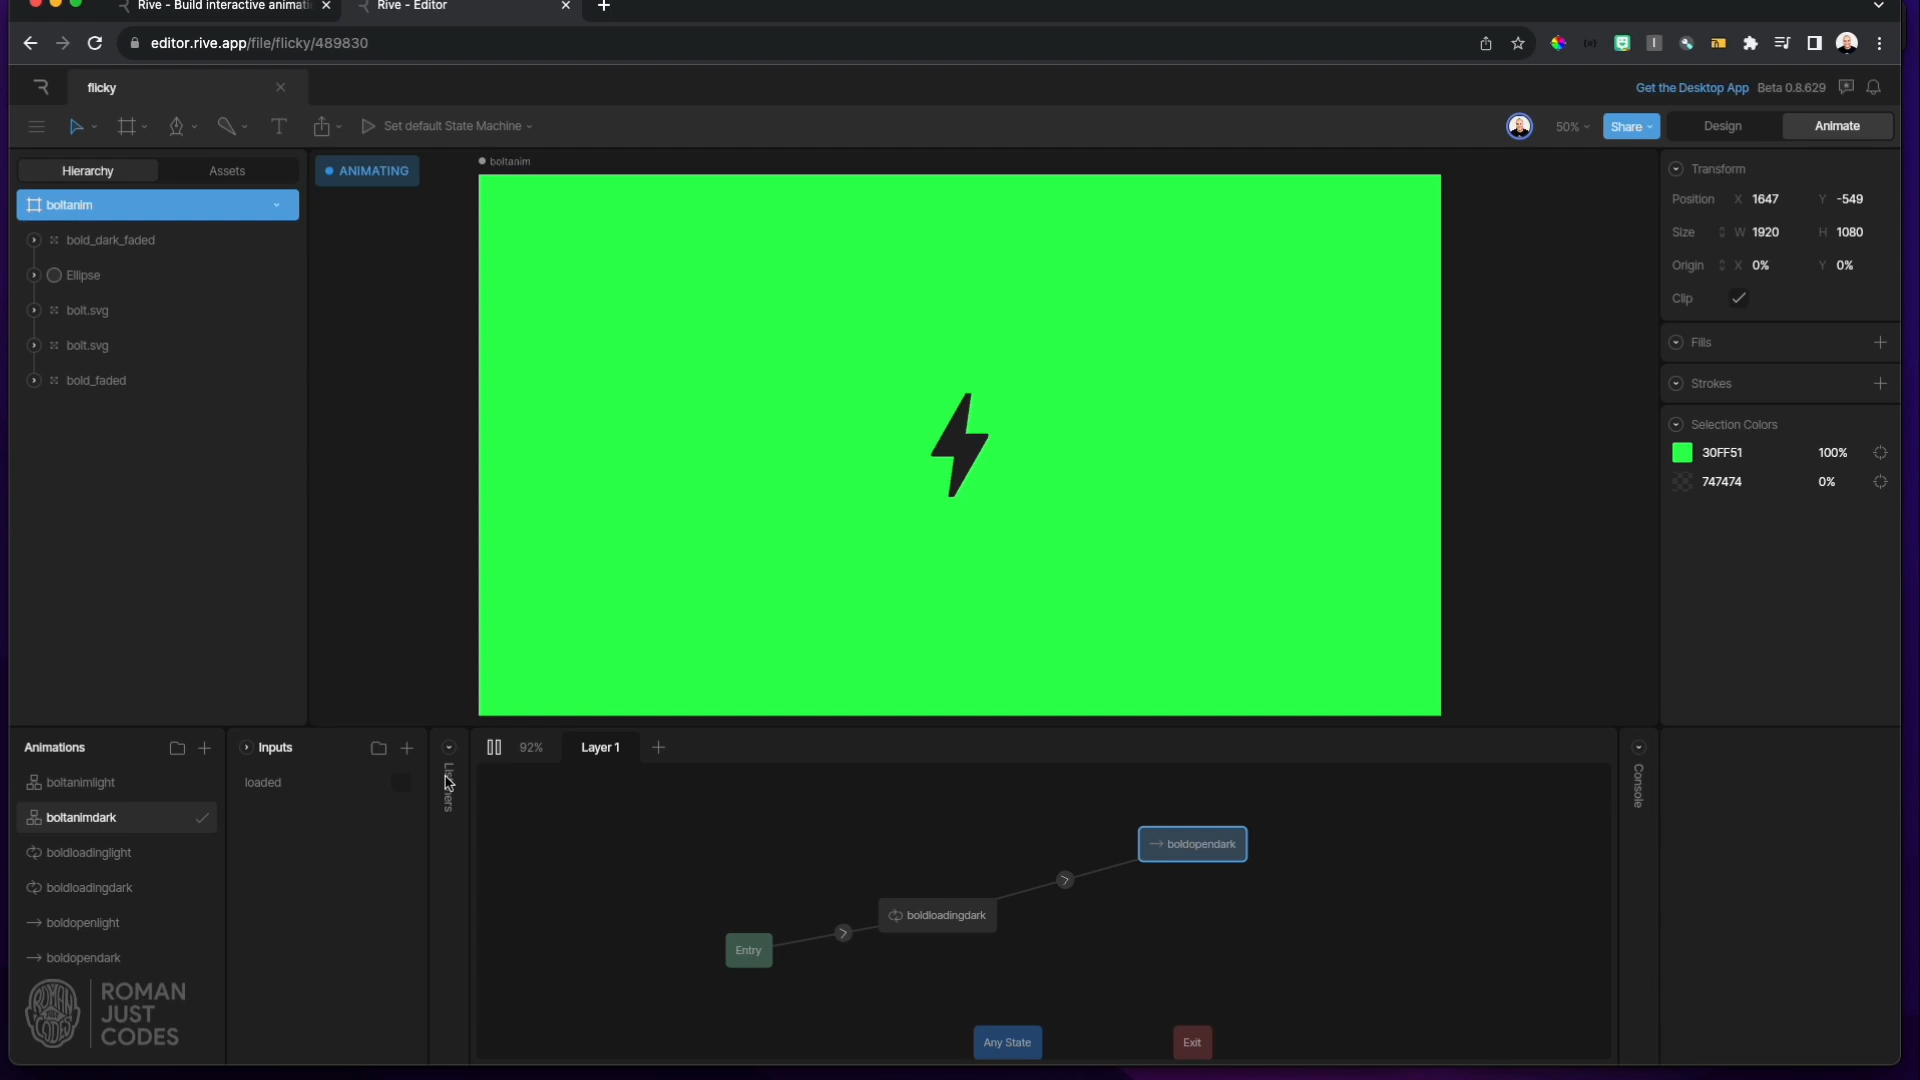 Rive - Build interactive animati
Rive - Editor
editor.rive.app/file/flicky/489830
flicky
Get the Desktop App
Beta 0.8.629
Set default State Machine
50%
Share
Design
Animate
Hierarchy
Assets
ANIMATING
boltanim
boltanim
bold_dark_faded
Ellipse
bolt.svg
bolt.svg
bold_faded
Transform
Position X 1647 Y -549
Size W 1920 H 1080
Origin X 0% Y 0%
Clip
Fills
Strokes
Selection Colors
30FF51 100%
747474 0%
Animations
boltanimlight
boltanimdark
boldloadinglight
boldloadingdark
boldopenlight
boldopendark
Inputs
loaded
92%
Layer 1
boldopendark
boldloadingdark
Entry
Any State
Exit
Console
ROMAN
JUST
CODES